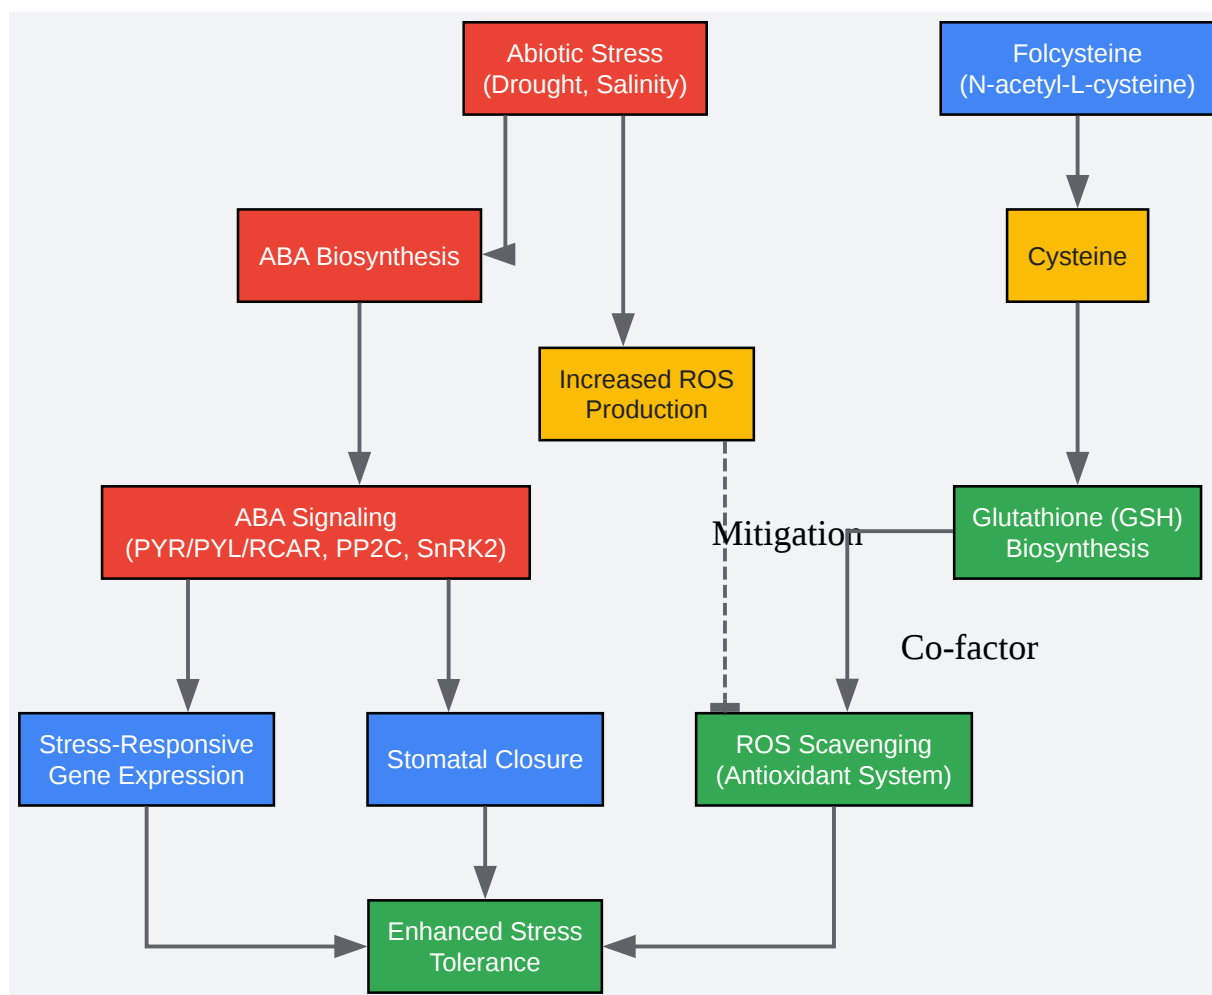 Abiotic Stress
(Drought, Salinity)
Folcysteine
(N-acetyl-L-cysteine)
ABA Biosynthesis
Cysteine
Increased ROS
Production
ABA Signaling
(PYR/PYL/RCAR, PP2C, SnRK2)
Mitigation
Glutathione (GSH)
Biosynthesis
Co-factor
Stress-Responsive
Gene Expression
Stomatal Closure
ROS Scavenging
(Antioxidant System)
Enhanced Stress
Tolerance